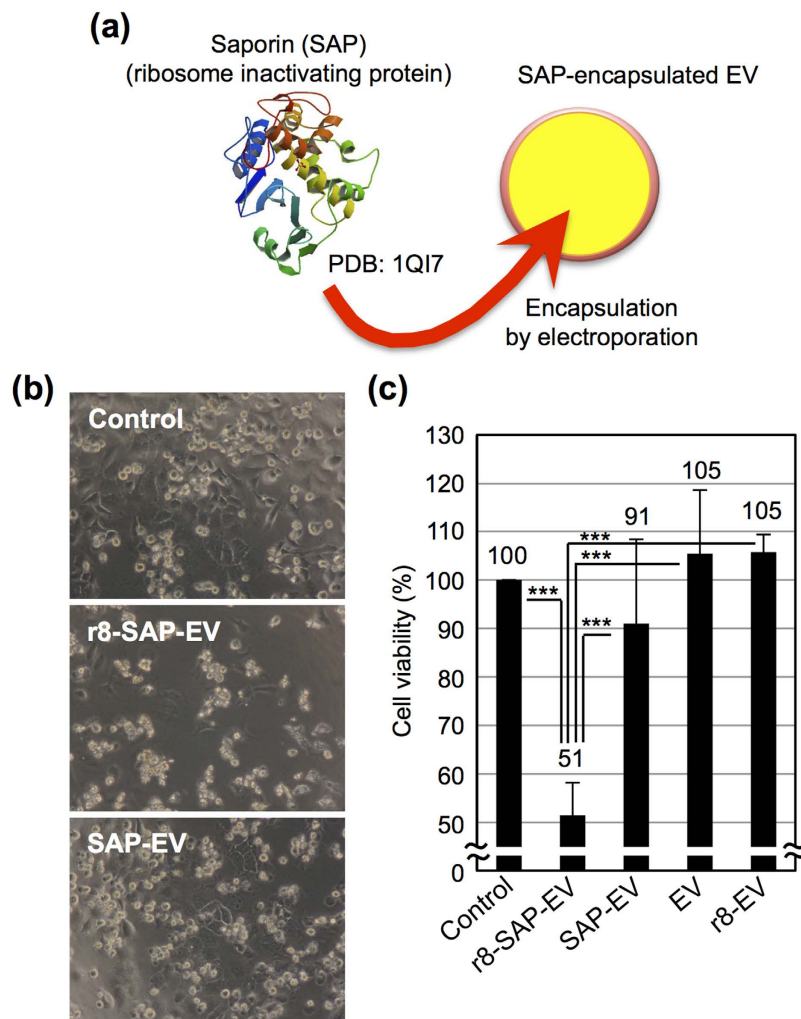 (a)
Saporin (SAP)
(ribosome inactivating protein)
SAP-encapsulated EV
PDB: 1QI7
Encapsulation
by electroporation
(b)
Control
r8-SAP-EV
SAP-EV
(c)
Cell viability (%)
130
120
110
100
90
80
70
60
50
0
100
51
91
105
105
***
***
***
***
Control
r8-SAP-EV
SAP-EV
EV
r8-EV